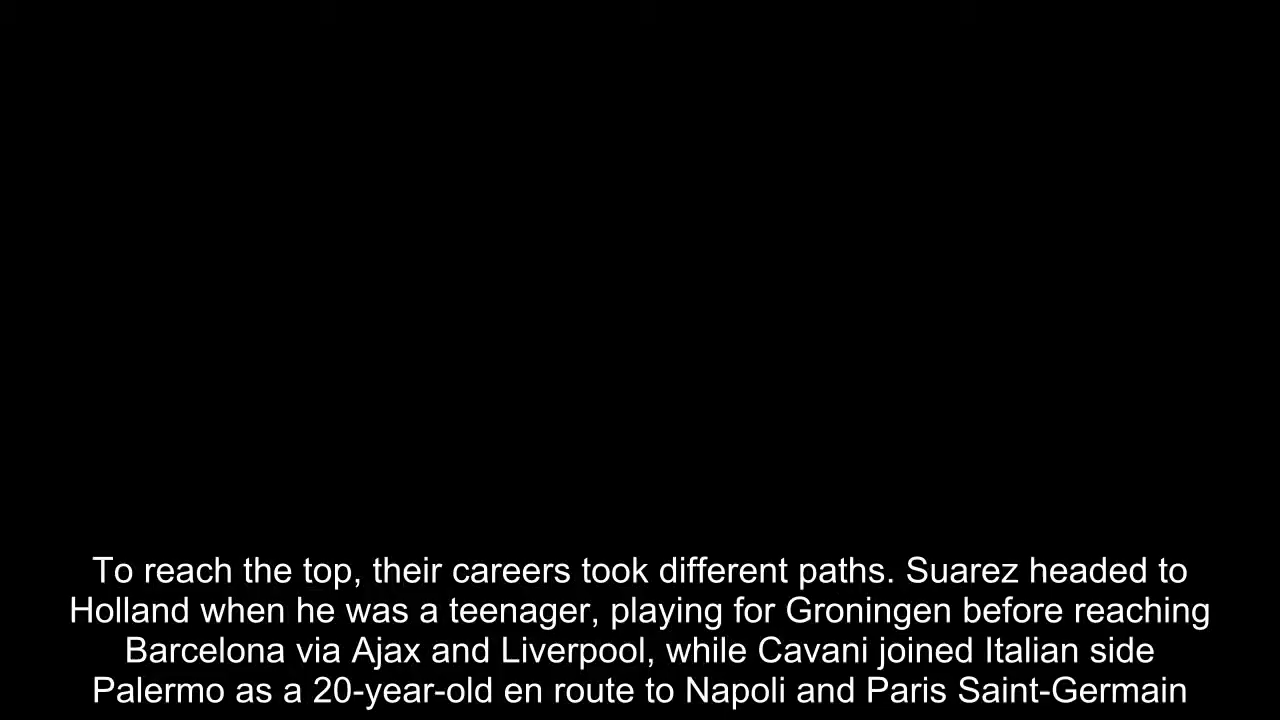 To reach the top, their careers took different paths. Suarez headed to
Holland when he was a teenager, playing for Groningen before reaching
Barcelona via Ajax and Liverpool, while Cavani joined Italian side
Palermo as a 20-year-old en route to Napoli and Paris Saint-Germain